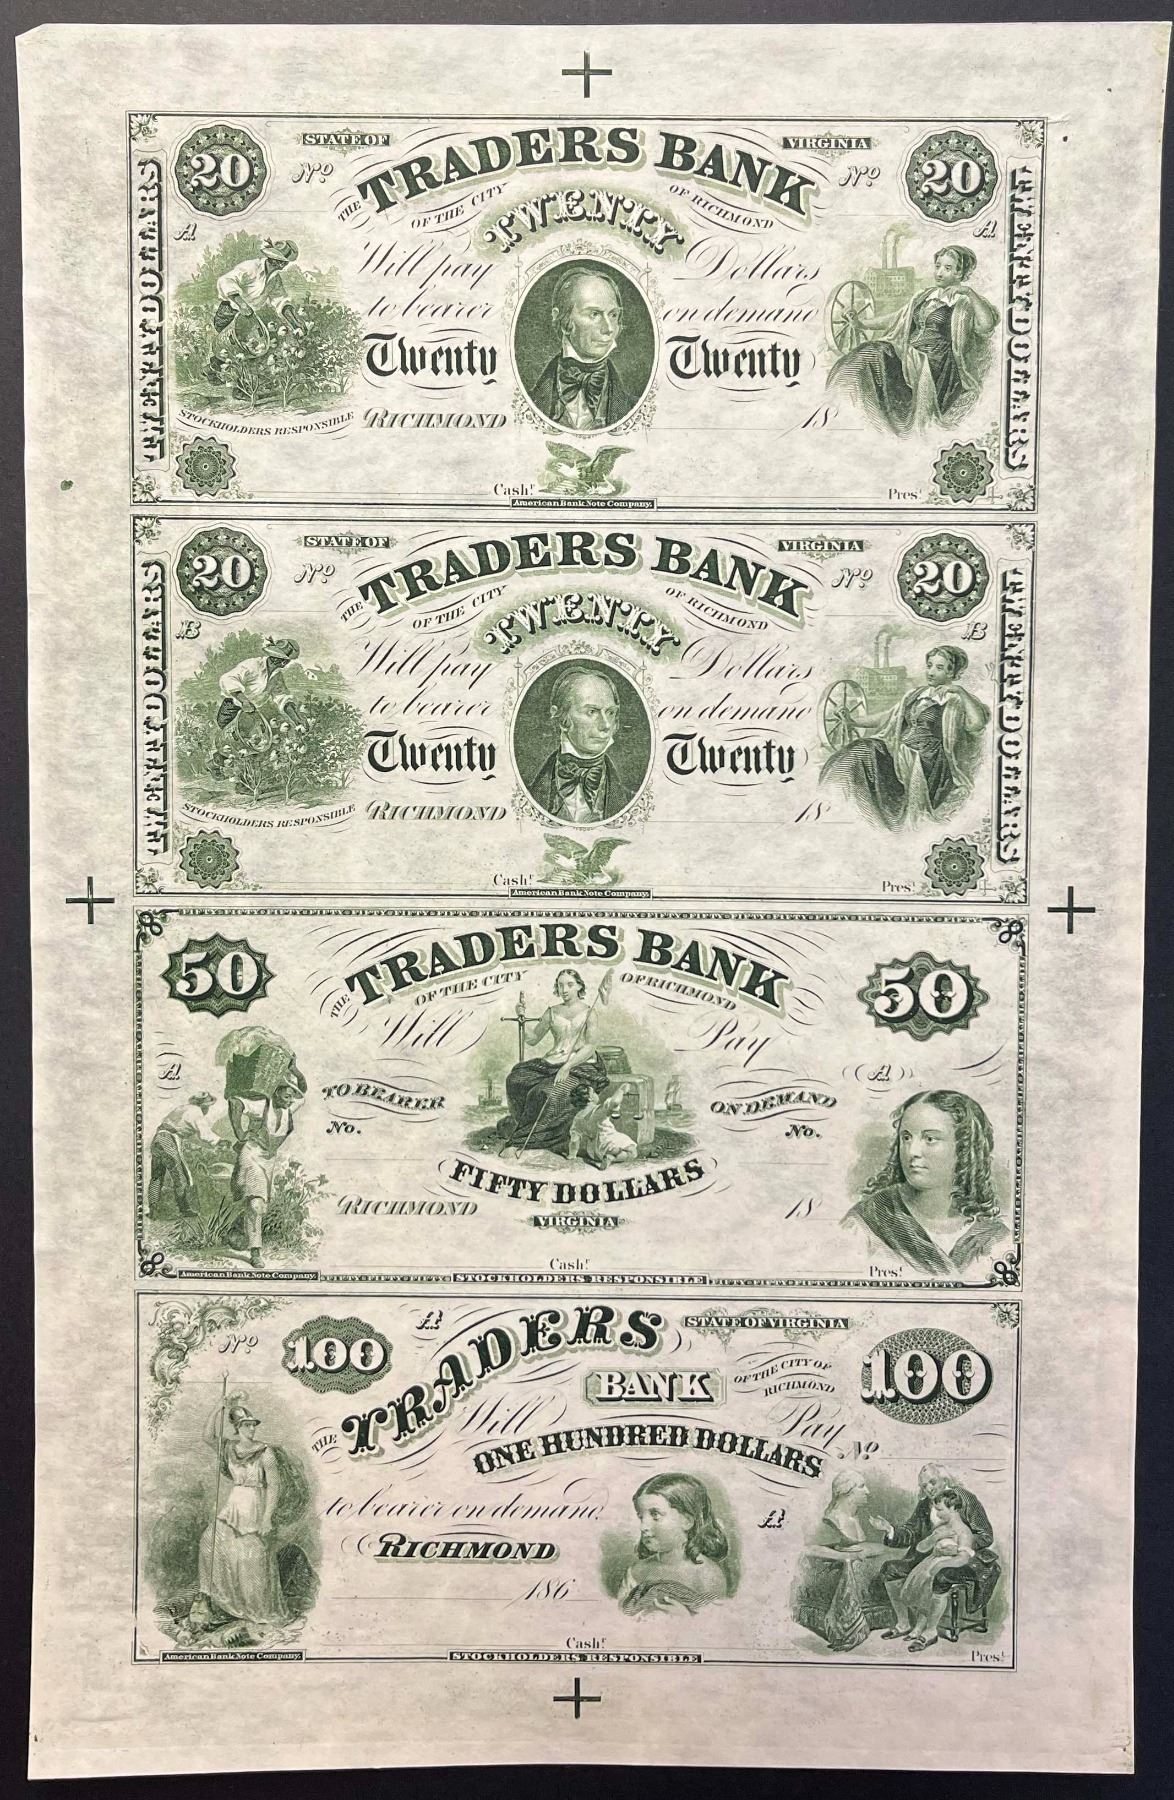 STATE OF VIRGINIA
20 No THE TRADERS BANK No 20
OF THE CITY OF RICHMOND
A TWENTY A
Will pay Dollars
to bearer on demand
Twenty Twenty
STOCKHOLDERS RESPONSIBLE RICHMOND 18
Cash! Pres!
American Bank Note Company.
TWENTY DOLLARS
TWENTY DOLLARS
STATE OF VIRGINIA
20 No THE TRADERS BANK No 20
OF THE CITY OF RICHMOND
B TWENTY B
Will pay Dollars
to bearer on demand
Twenty Twenty
STOCKHOLDERS RESPONSIBLE RICHMOND 18
Cash! Pres!
American Bank Note Company.
TWENTY DOLLARS
TWENTY DOLLARS
50 THE TRADERS BANK 50
OF THE CITY OF RICHMOND
Will Pay
A A
TO BEARER ON DEMAND
No. No.
FIFTY DOLLARS
RICHMOND VIRGINIA 18
Cash! Pres!
American Bank Note Company. STOCKHOLDERS RESPONSIBLE
No 100 A THE TRADERS STATE OF VIRGINIA
BANK OF THE CITY OF RICHMOND 100
Will Pay
ONE HUNDRED DOLLARS No
to bearer on demand A
RICHMOND
186
Cash!
American Bank Note Company. STOCKHOLDERS RESPONSIBLE Pres!